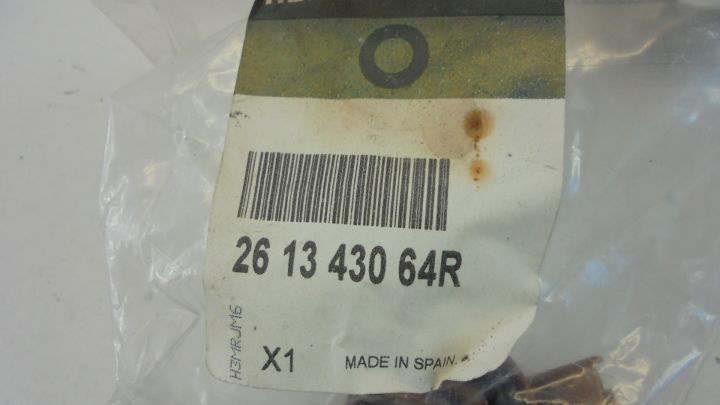 26 13 430 64R
H3MRJM6
X1
MADE IN SPAIN.